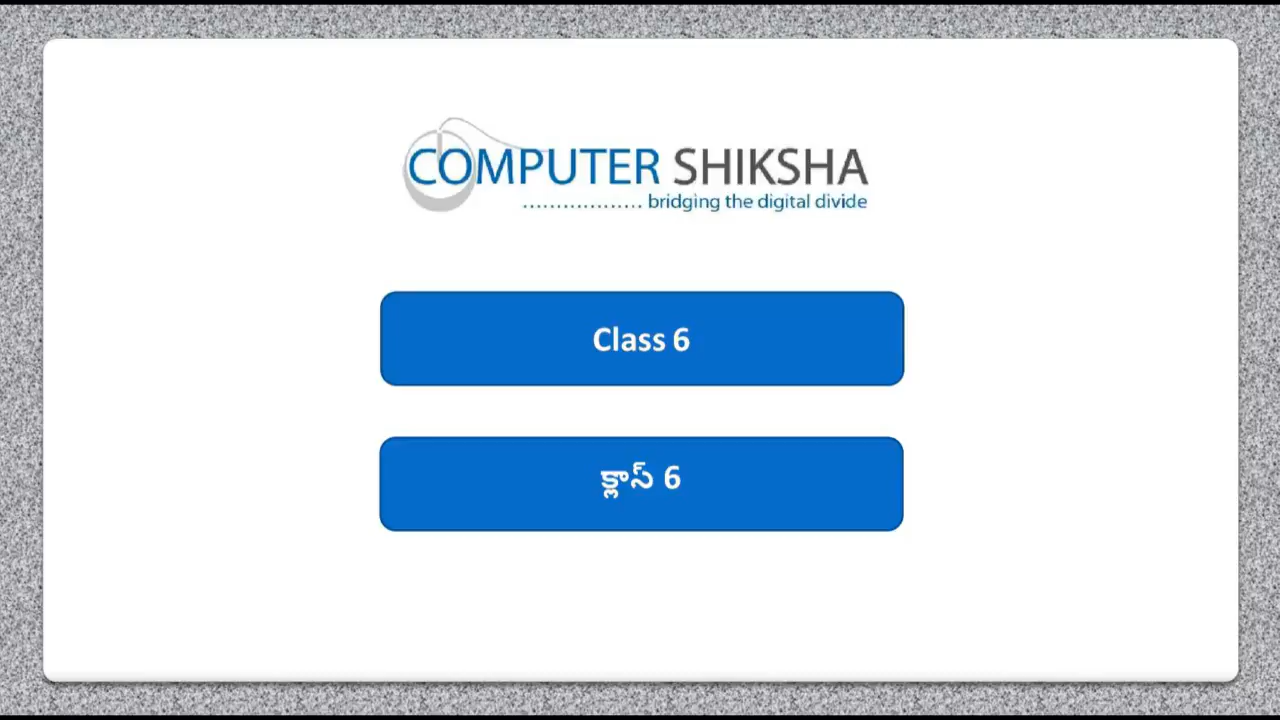 COMPUTER SHIKSHA
.................. bridging the digital divide
Class 6
క్లాస్ 6